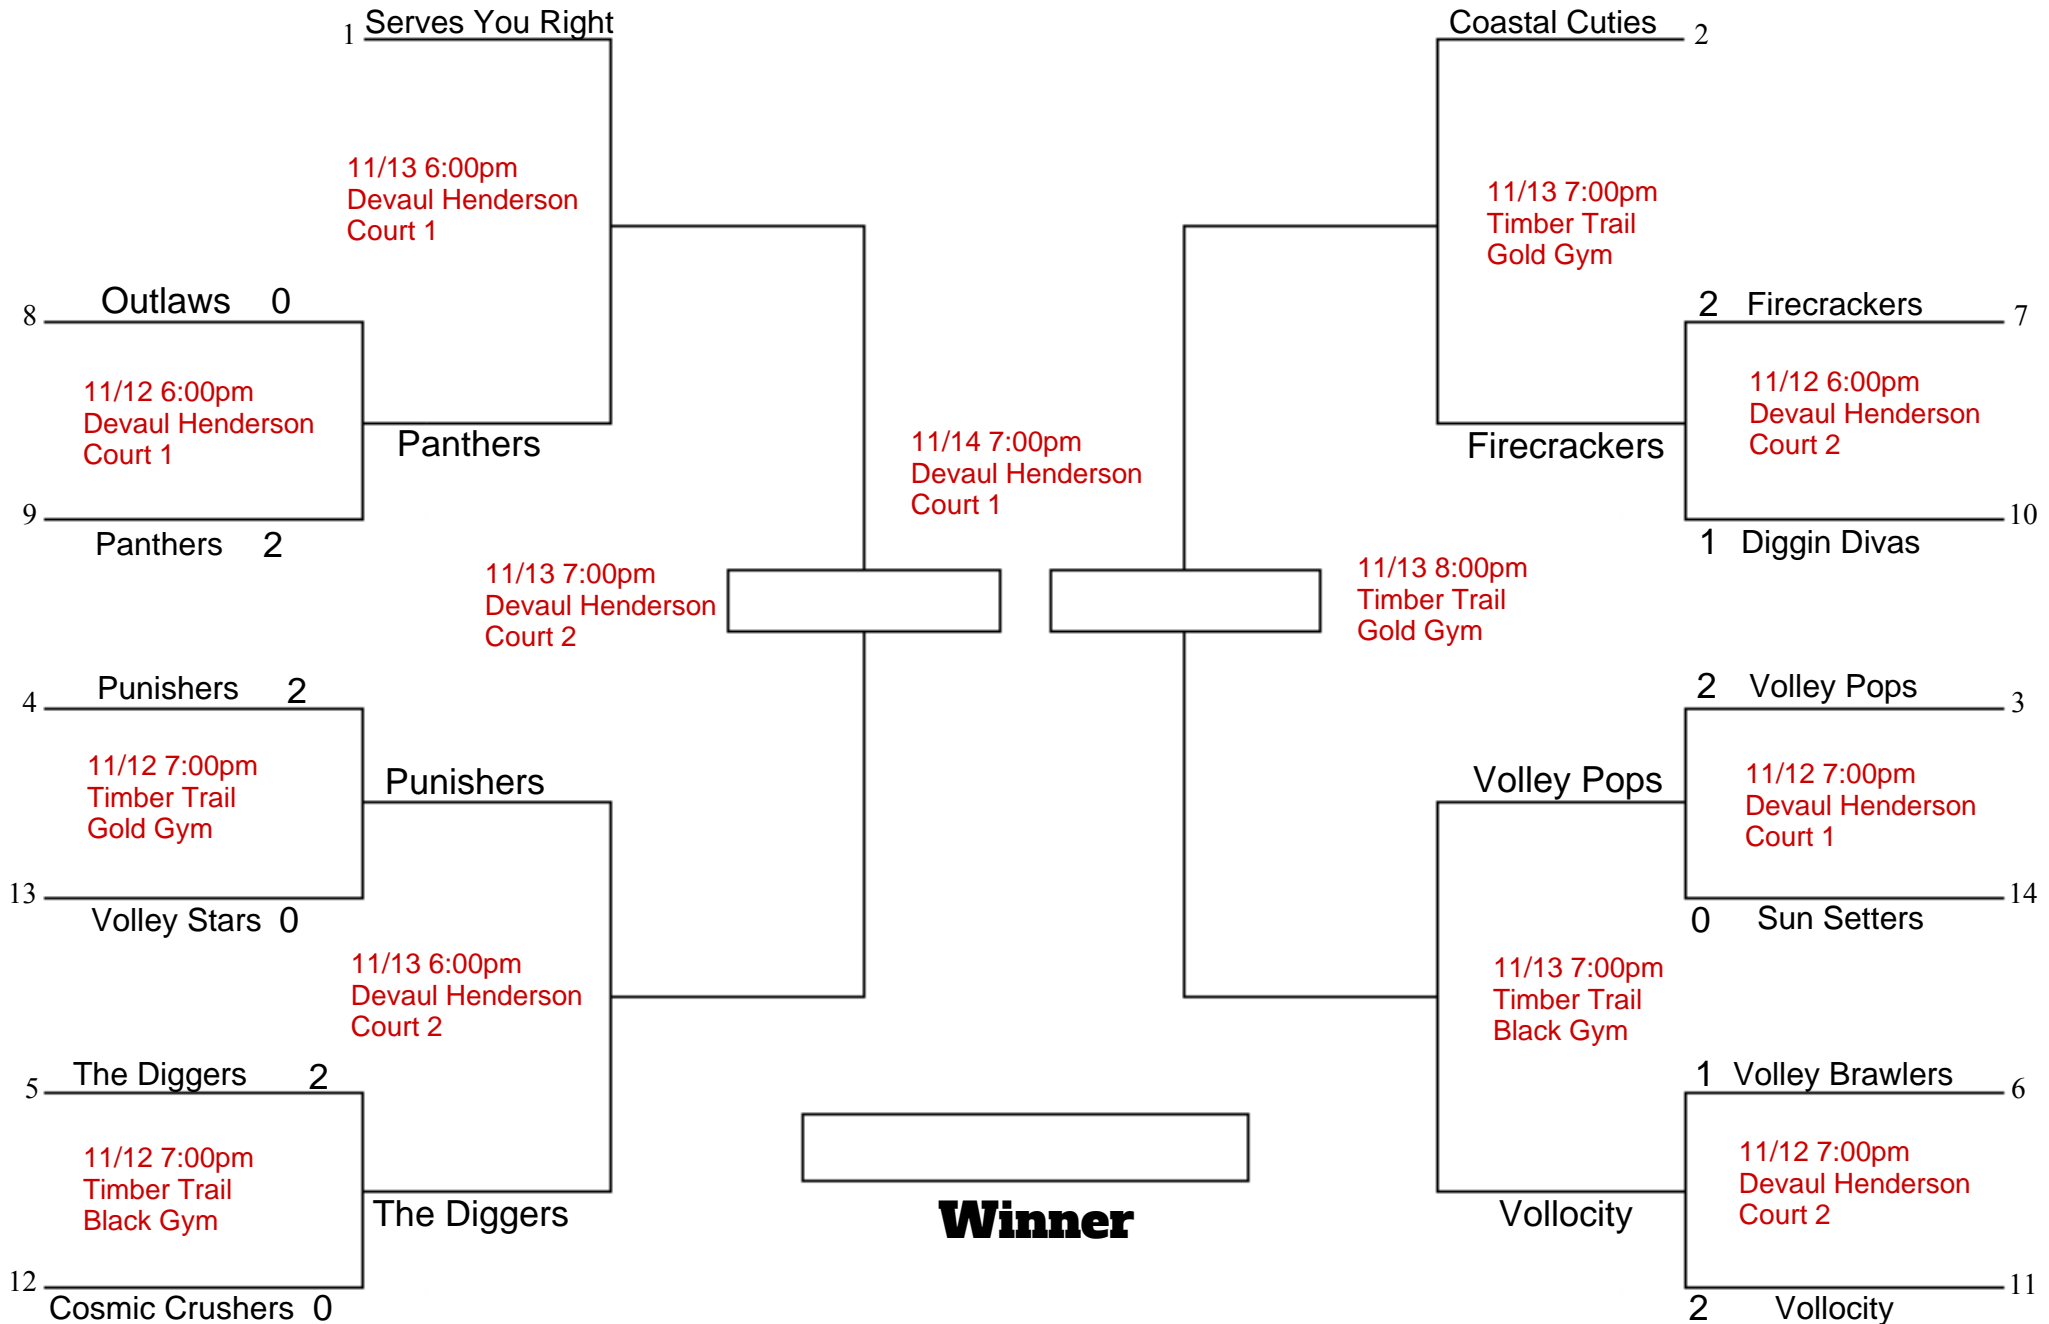 1 Serves You Right
11/13 6:00pm
Devaul Henderson
Court 1
8 Outlaws 0
11/12 6:00pm
Devaul Henderson
Court 1
9 Panthers 2
Panthers
11/13 7:00pm
Devaul Henderson
Court 2
4 Punishers 2
11/12 7:00pm
Timber Trail
Gold Gym
13 Volley Stars 0
Punishers
11/13 6:00pm
Devaul Henderson
Court 2
5 The Diggers 2
11/12 7:00pm
Timber Trail
Black Gym
12 Cosmic Crushers 0
The Diggers
11/14 7:00pm
Devaul Henderson
Court 1
Winner
Coastal Cuties 2
11/13 7:00pm
Timber Trail
Gold Gym
2 Firecrackers 7
11/12 6:00pm
Devaul Henderson
Court 2
10
1 Diggin Divas
Firecrackers
11/13 8:00pm
Timber Trail
Gold Gym
2 Volley Pops 3
11/12 7:00pm
Devaul Henderson
Court 1
14
0 Sun Setters
Volley Pops
11/13 7:00pm
Timber Trail
Black Gym
1 Volley Brawlers 6
11/12 7:00pm
Devaul Henderson
Court 2
11
2 Vollocity
Vollocity